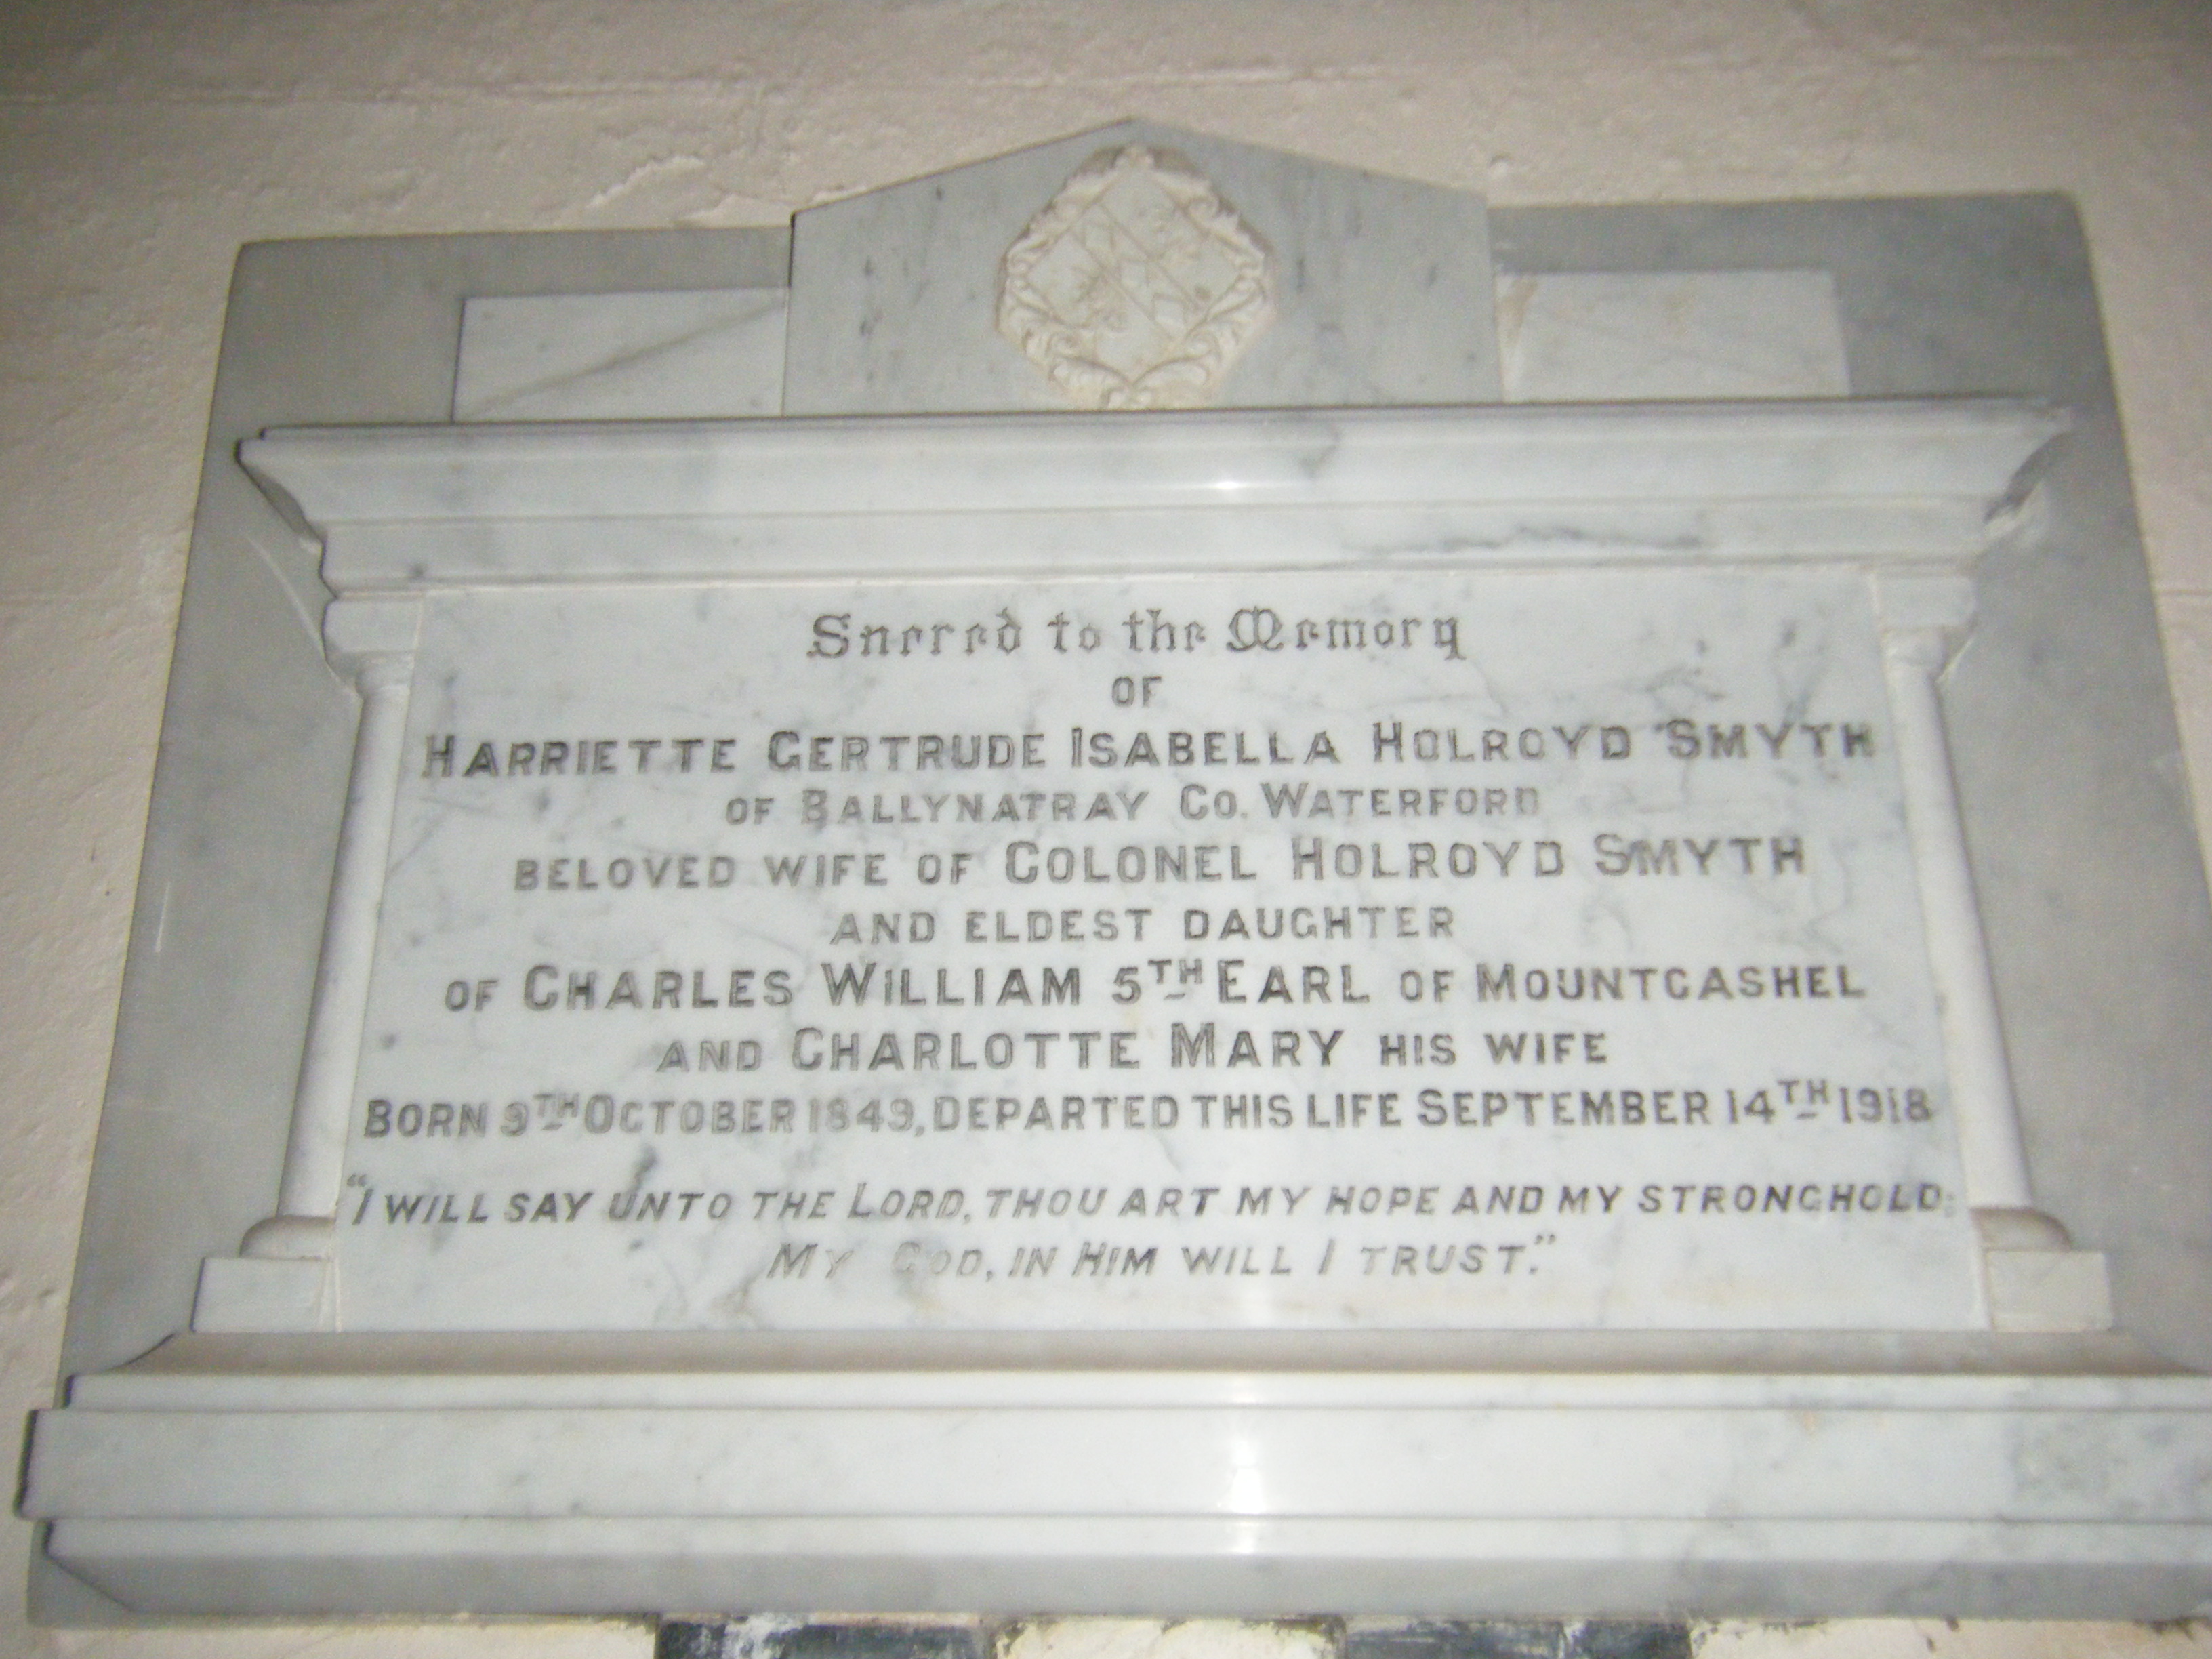 Sacred to the Memory
OF
HARRIETTE GERTRUDE ISABELLA HOLROYD SMYTH
OF BALLYNATRAY CO. WATERFORD
BELOVED WIFE OF COLONEL HOLROYD SMYTH
AND ELDEST DAUGHTER
OF CHARLES WILLIAM 5TH EARL OF MOUNTCASHEL
AND CHARLOTTE MARY HIS WIFE
BORN 9TH OCTOBER 1849, DEPARTED THIS LIFE SEPTEMBER 14TH 1918
"I WILL SAY UNTO THE LORD, THOU ART MY HOPE AND MY STRONGHOLD:
MY GOD, IN HIM WILL I TRUST."